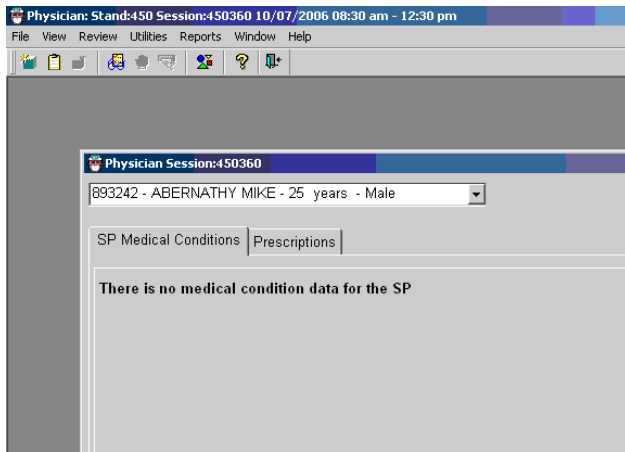 Physician: Stand:450 Session:450360 10/07/2006 08:30 am - 12:30 pm
File View Review Utilities Reports Window Help
Physician Session:450360
893242 - ABERNATHY MIKE - 25 years - Male
SP Medical Conditions Prescriptions
There is no medical condition data for the SP